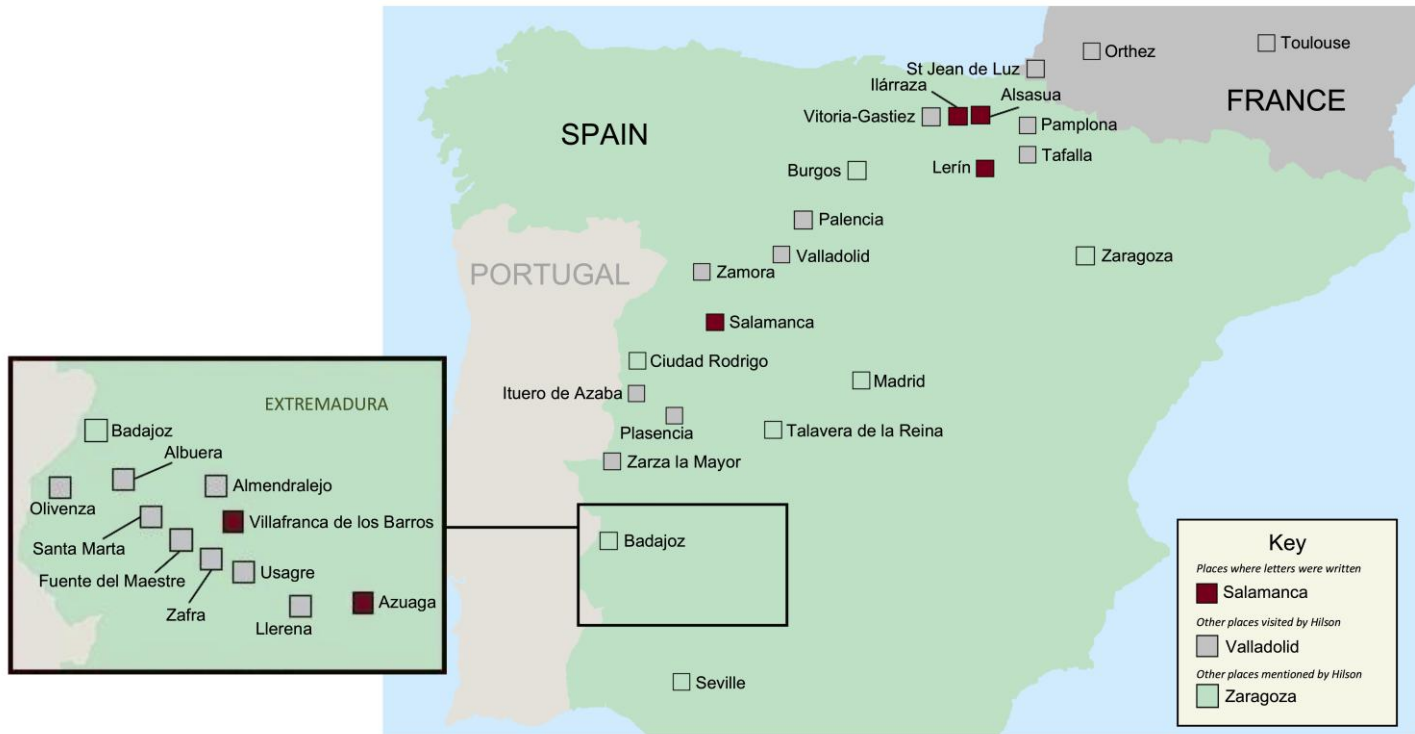 Orthez
Toulouse
St Jean de Luz
FRANCE
Ilárraza
Alsasua
Vitoria-Gastiez
Pamplona
SPAIN
Tafalla
Burgos
Lerín
Palencia
Valladolid
Zaragoza
PORTUGAL
Zamora
Salamanca
Ciudad Rodrigo
Madrid
Ituero de Azaba
Plasencia
Talavera de la Reina
Zarza la Mayor
Badajoz
Seville
EXTREMADURA
Badajoz
Albuera
Almendralejo
Olivenza
Villafranca de los Barros
Santa Marta
Fuente del Maestre
Usagre
Zafra
Azuaga
Llerena
Key
Places where letters were written
Salamanca
Other places visited by Hilson
Valladolid
Other places mentioned by Hilson
Zaragoza